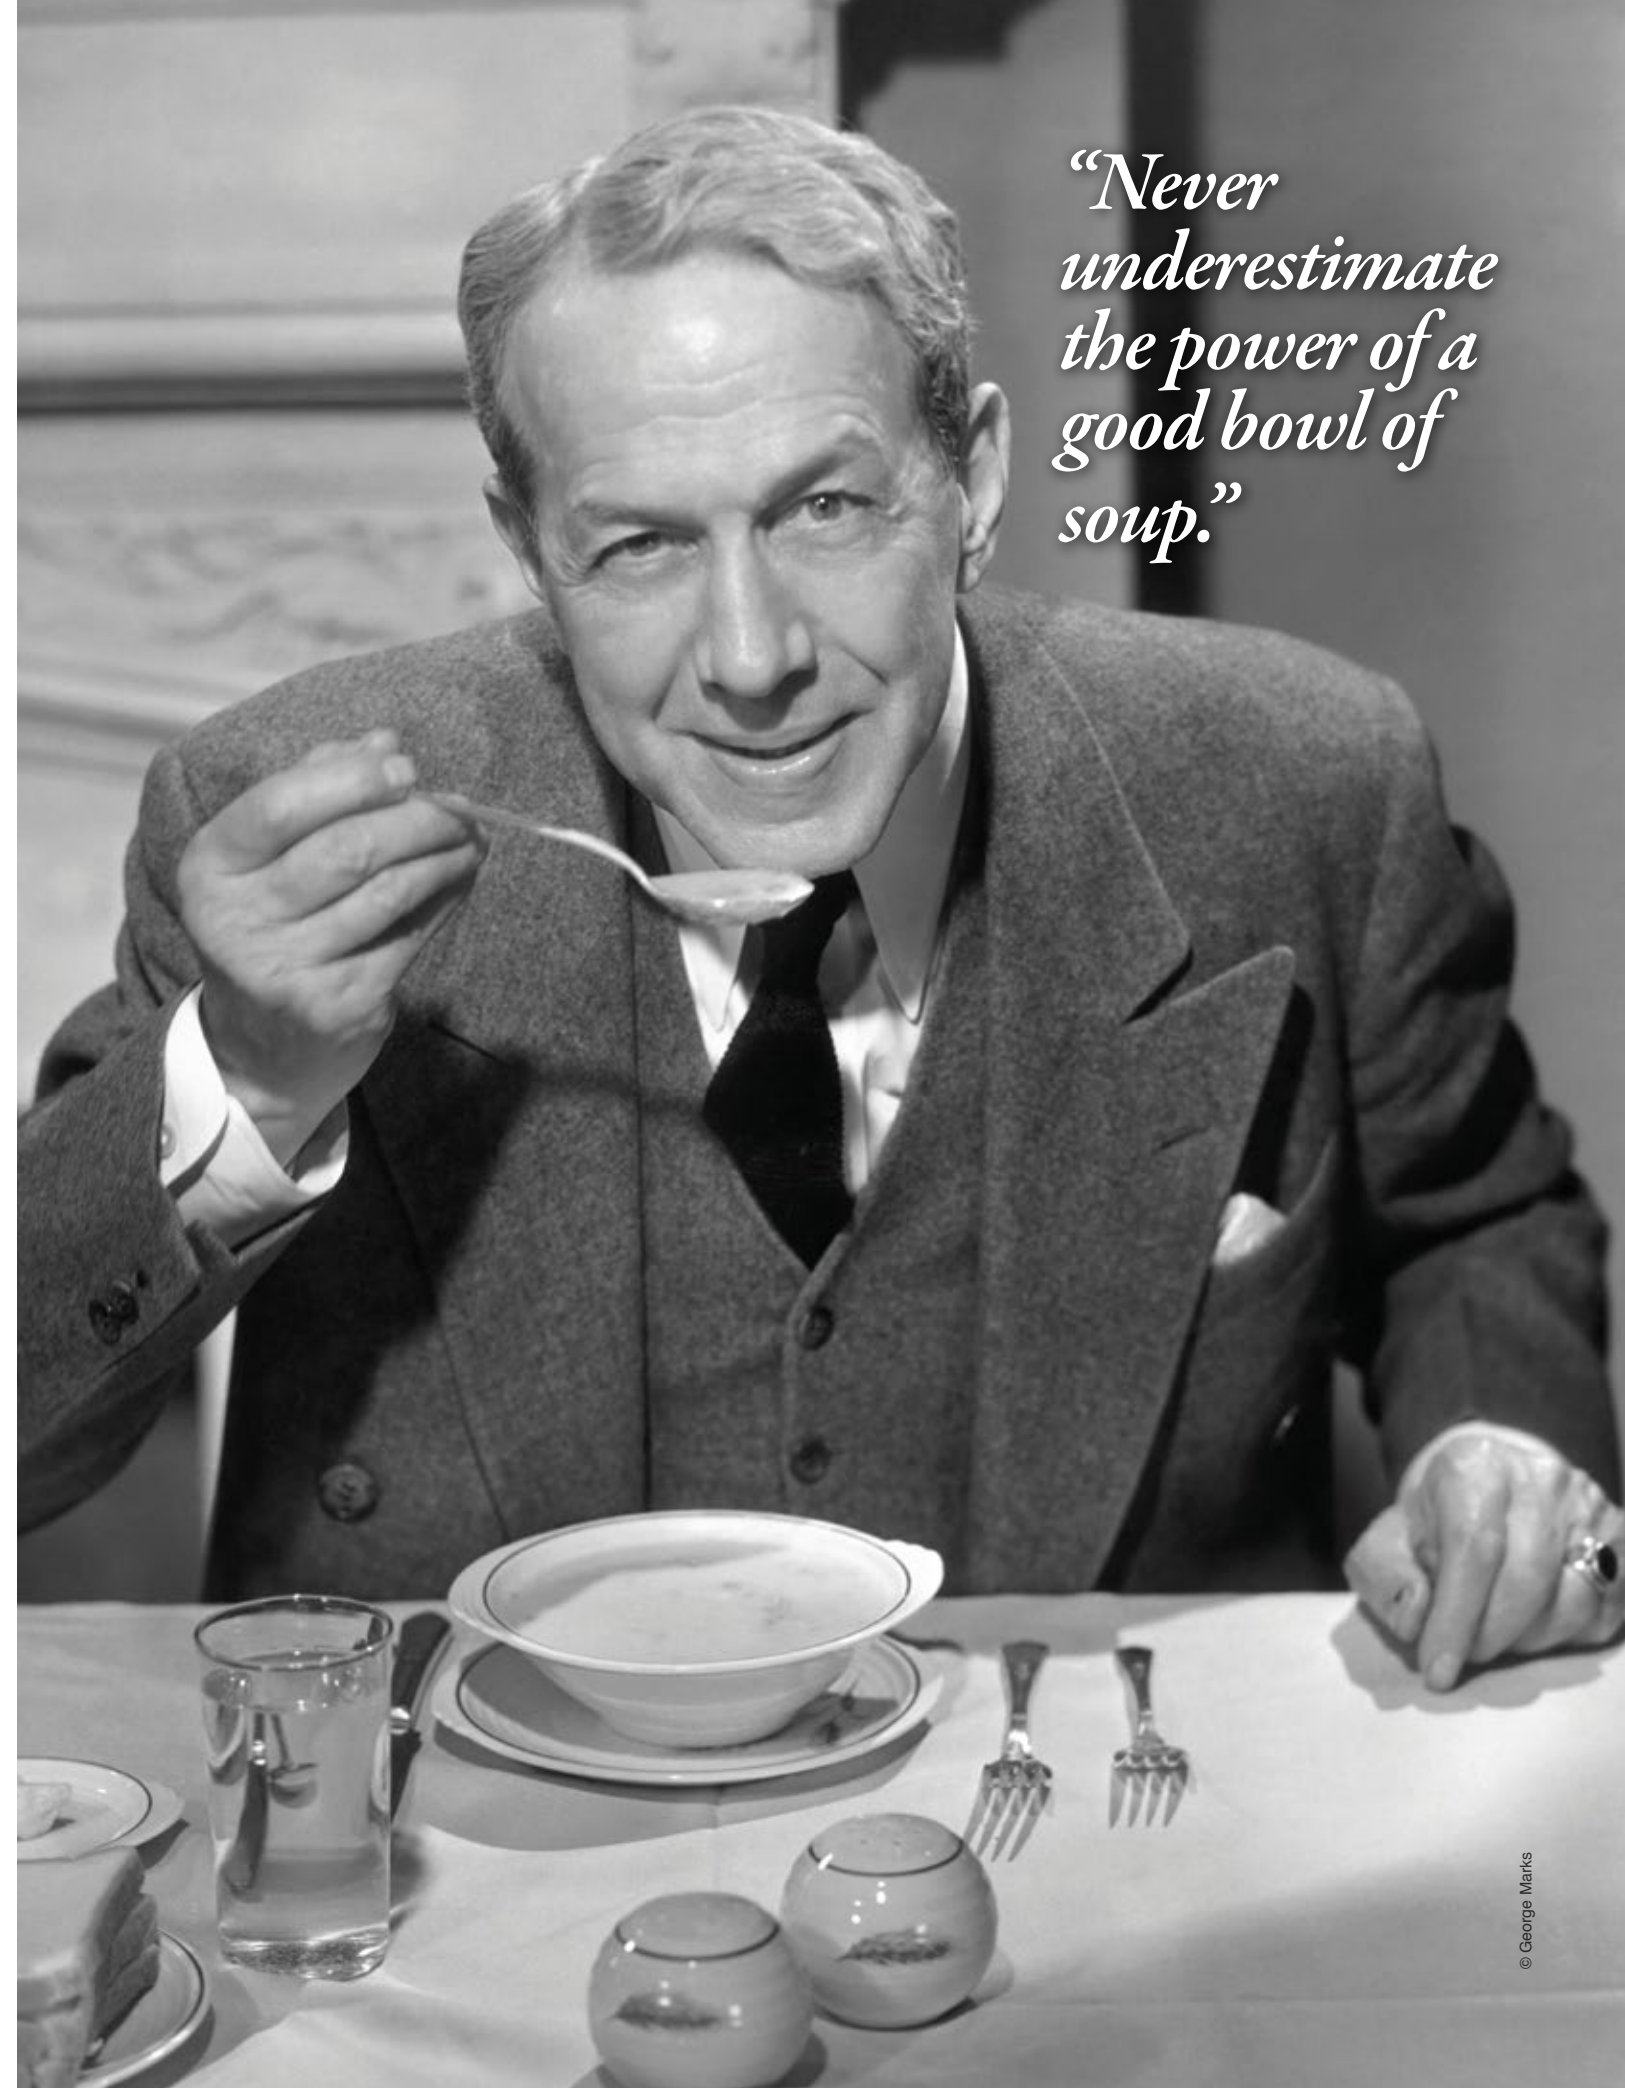 “Never
underestimate
the power of a
good bowl of
soup.”
© George Marks